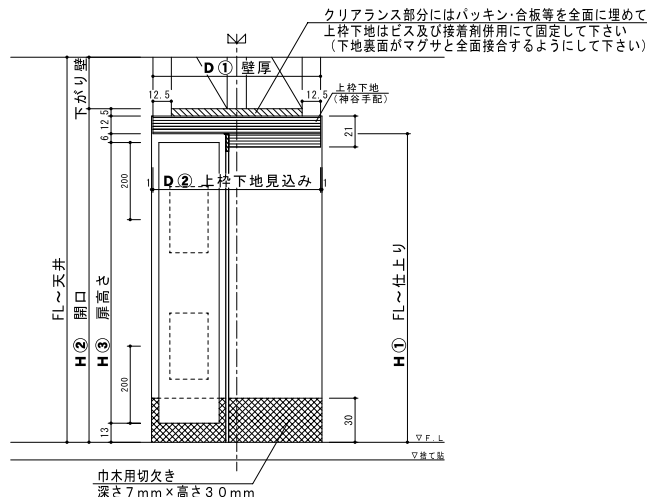 クリアランス部分にはパッキン・合板等を全面に埋めて
上枠下地はビス及び接着剤併用にて固定して下さい
（下地裏面がマグサと全面接合するようにして下さい）
D① 壁厚
12.5
12.5
上枠下地
（神谷手配）
下がり壁
12.5
6
21
200
1
D② 上枠下地見込み
1
FL～天井
H② 開口
H③ 扉高さ
H① FL～仕上り
200
30
13
▽F.L
▽捨て貼
巾木用切欠き
深さ7mm×高さ30mm